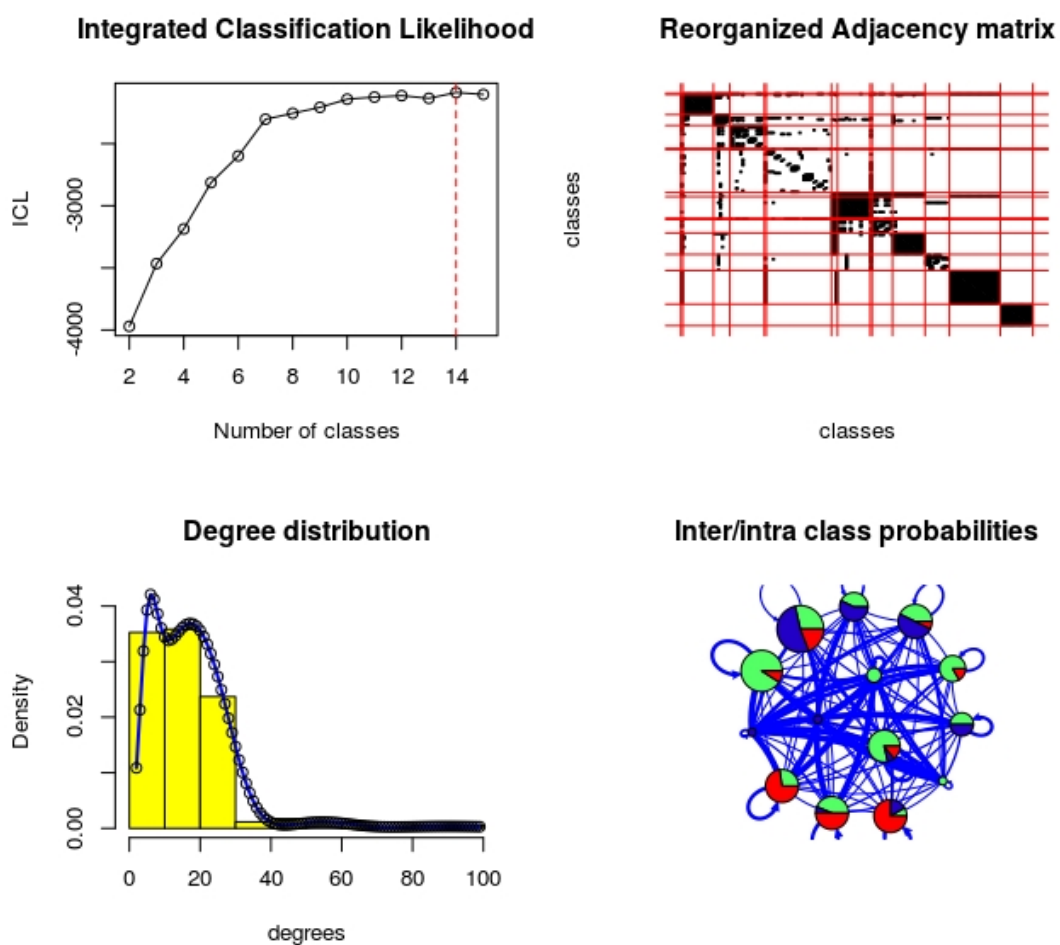 Integrated Classification Likelihood
ICL
-3000
-4000
2 4 6 8 10 12 14
Number of classes
Reorganized Adjacency matrix
classes
classes
Degree distribution
Density
0.04
0.02
0.00
0 20 40 60 80 100
degrees
Inter/intra class probabilities